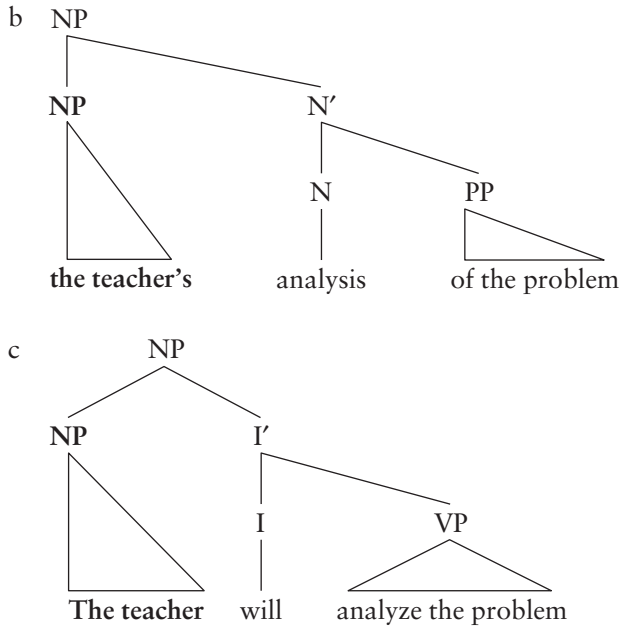 b NP
NP N′
N PP
the teacher's analysis of the problem
c NP
NP I′
I VP
The teacher will analyze the problem